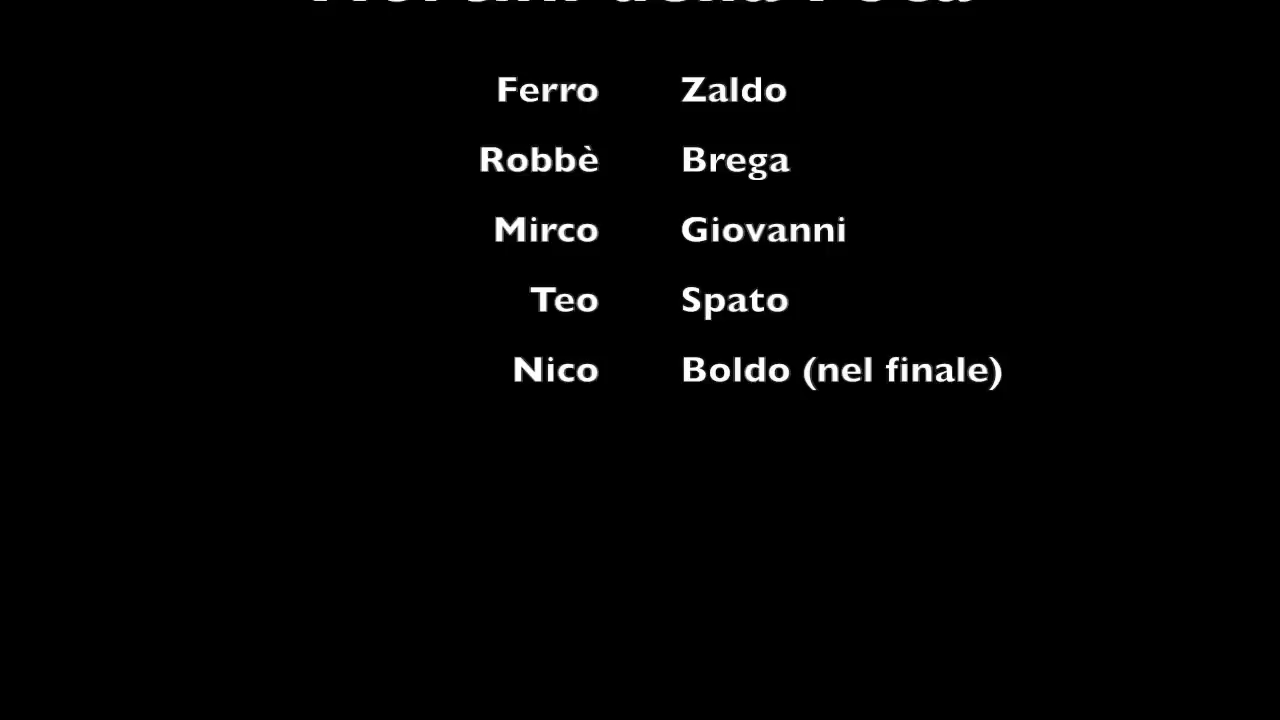 Ferro Zaldo
Robbè Brega
Mirco Giovanni
Teo Spato
Nico Boldo (nel finale)